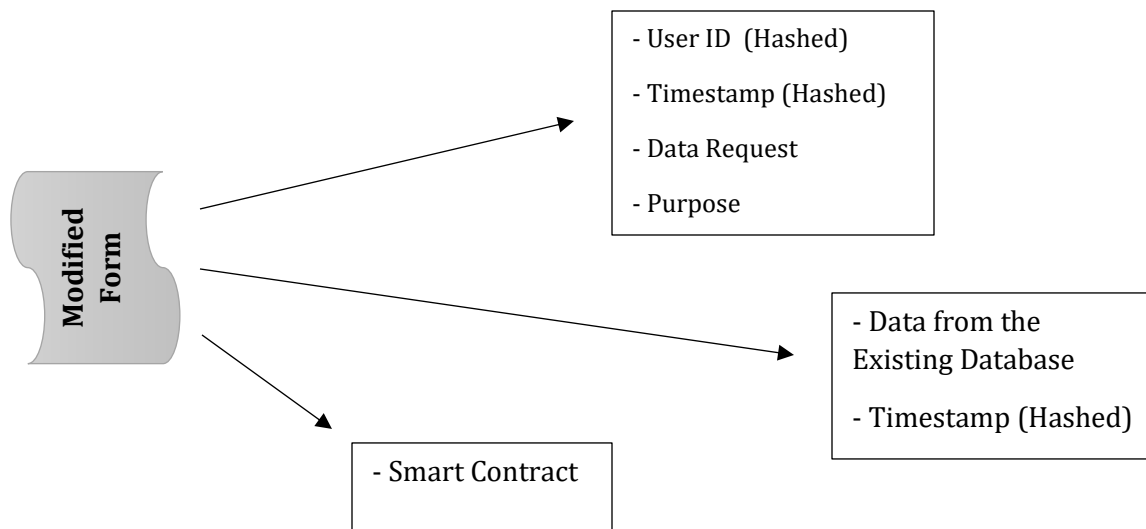 - User ID  (Hashed)
- Timestamp (Hashed)
- Data Request
- Purpose
Modified
Form
- Data from the
Existing Database
- Timestamp (Hashed)
- Smart Contract